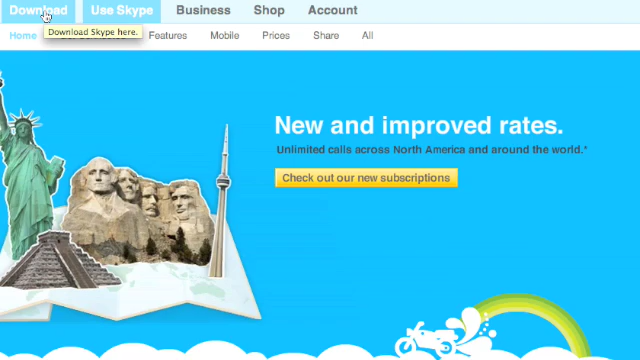 Download Use Skype Business Shop Account
Download Skype here.
Home Features Mobile Prices Share All
New and improved rates.
Unlimited calls across North America and around the world.*
Check out our new subscriptions